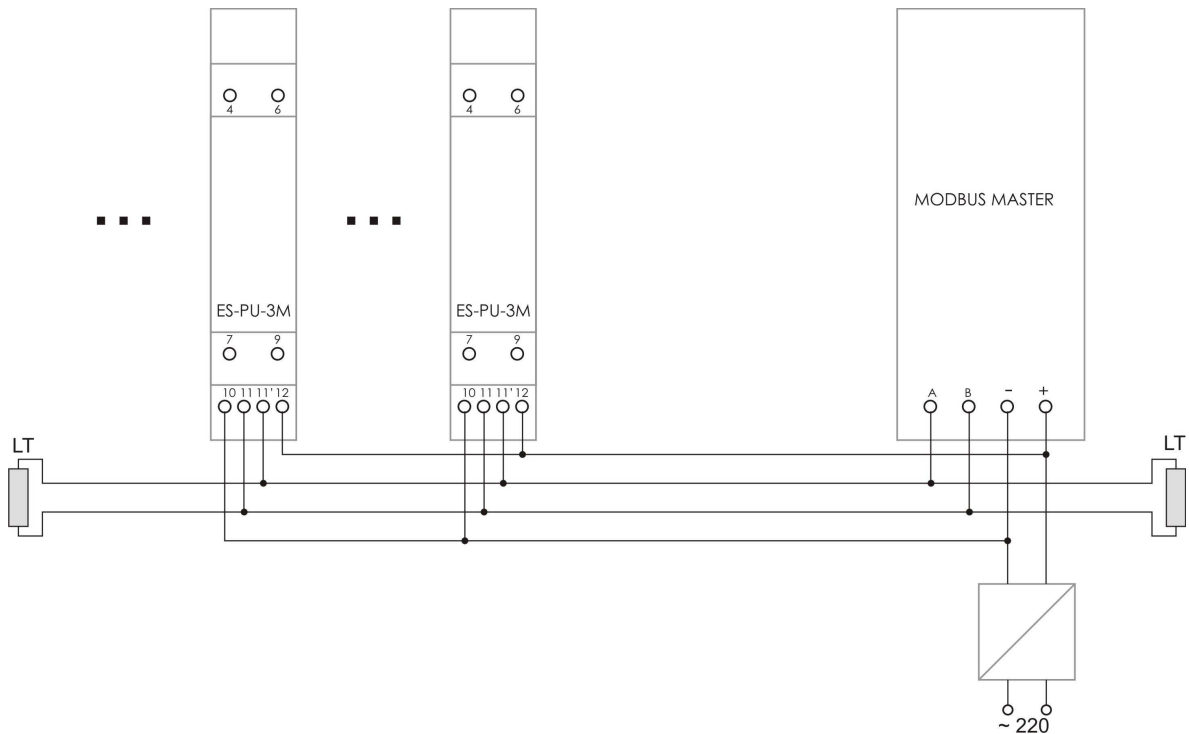 4 6
4 6
MODBUS MASTER
ES-PU-3M
ES-PU-3M
7 9
7 9
10 11 11' 12
10 11 11' 12
A B – +
LT
LT
~ 220